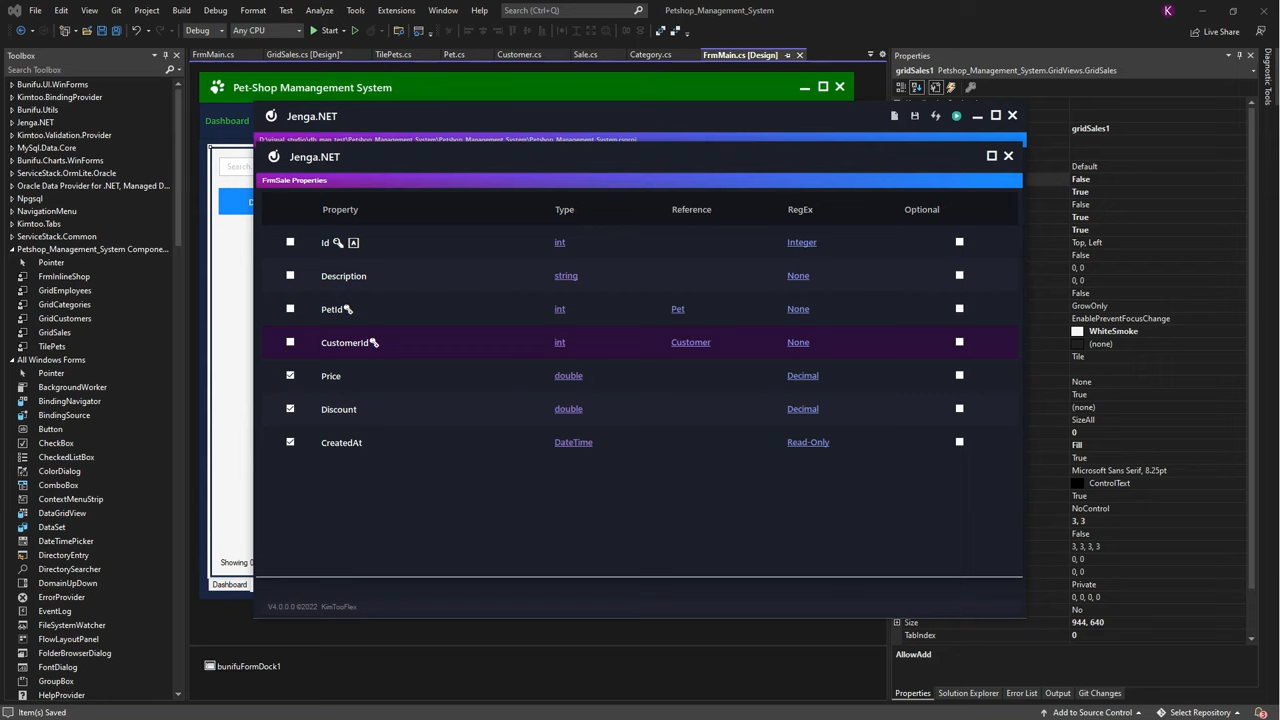 File Edit View Git Project Build Debug Format Test Analyze Tools Extensions Window Help Search (Ctrl+Q) Petshop_Management_System K
Debug Any CPU Start Live Share
Toolbox
Search Toolbox
Bunifu.UI.WinForms
Kimtoo.BindingProvider
Bunifu.Utils
Jenga.NET
Kimtoo.Validation.Provider
MySql.Data.Core
Bunifu.Charts.WinForms
ServiceStack.OrmLite.Oracle
Oracle Data Provider for .NET, Managed D
Npgsql
NavigationMenu
Kimtoo.Tabs
ServiceStack.Common
Petshop_Management_System Compone...
Pointer
FrmInlineShop
GridEmployees
GridCategories
GridCustomers
GridSales
TilePets
All Windows Forms
Pointer
BackgroundWorker
BindingNavigator
BindingSource
Button
CheckBox
CheckedListBox
ColorDialog
ComboBox
ContextMenuStrip
DataGridView
DataSet
DateTimePicker
DirectoryEntry
DirectorySearcher
DomainUpDown
ErrorProvider
EventLog
FileSystemWatcher
FlowLayoutPanel
FolderBrowserDialog
FontDialog
GroupBox
HelpProvider
FrmMain.cs GridSales.cs [Design]* TilePets.cs Pet.cs Customer.cs Sale.cs Category.cs FrmMain.cs [Design]
Pet-Shop Mamangement System
Dashboard
Search..
Showing
Dashboard
Jenga.NET
Jenga.NET
FrmSale Properties
Property Type Reference RegEx Optional
Id A int Integer
Description string None
PetId int Pet None
CustomerId int Customer None
Price double Decimal
Discount double Decimal
CreatedAt DateTime Read-Only
V4.0.0.0 ©2022 KimTooFlex
bunifuFormDock1
Properties
gridSales1 Petshop_Management_System.GridViews.GridSales
gridSales1
Default
False
True
False
True
True
Top, Left
False
0, 0
0, 0
False
GrowOnly
EnablePreventFocusChange
WhiteSmoke
(none)
Tile
None
True
(none)
SizeAll
0
Fill
True
Microsoft Sans Serif, 8.25pt
ControlText
True
NoControl
3, 3
False
3, 3, 3, 3
0, 0
0, 0
Private
0, 0, 0, 0
No
Size 944, 640
TabIndex 0
AllowAdd
Properties Solution Explorer Error List Output Git Changes
Diagnostic Tools
Item(s) Saved Add to Source Control Select Repository 3